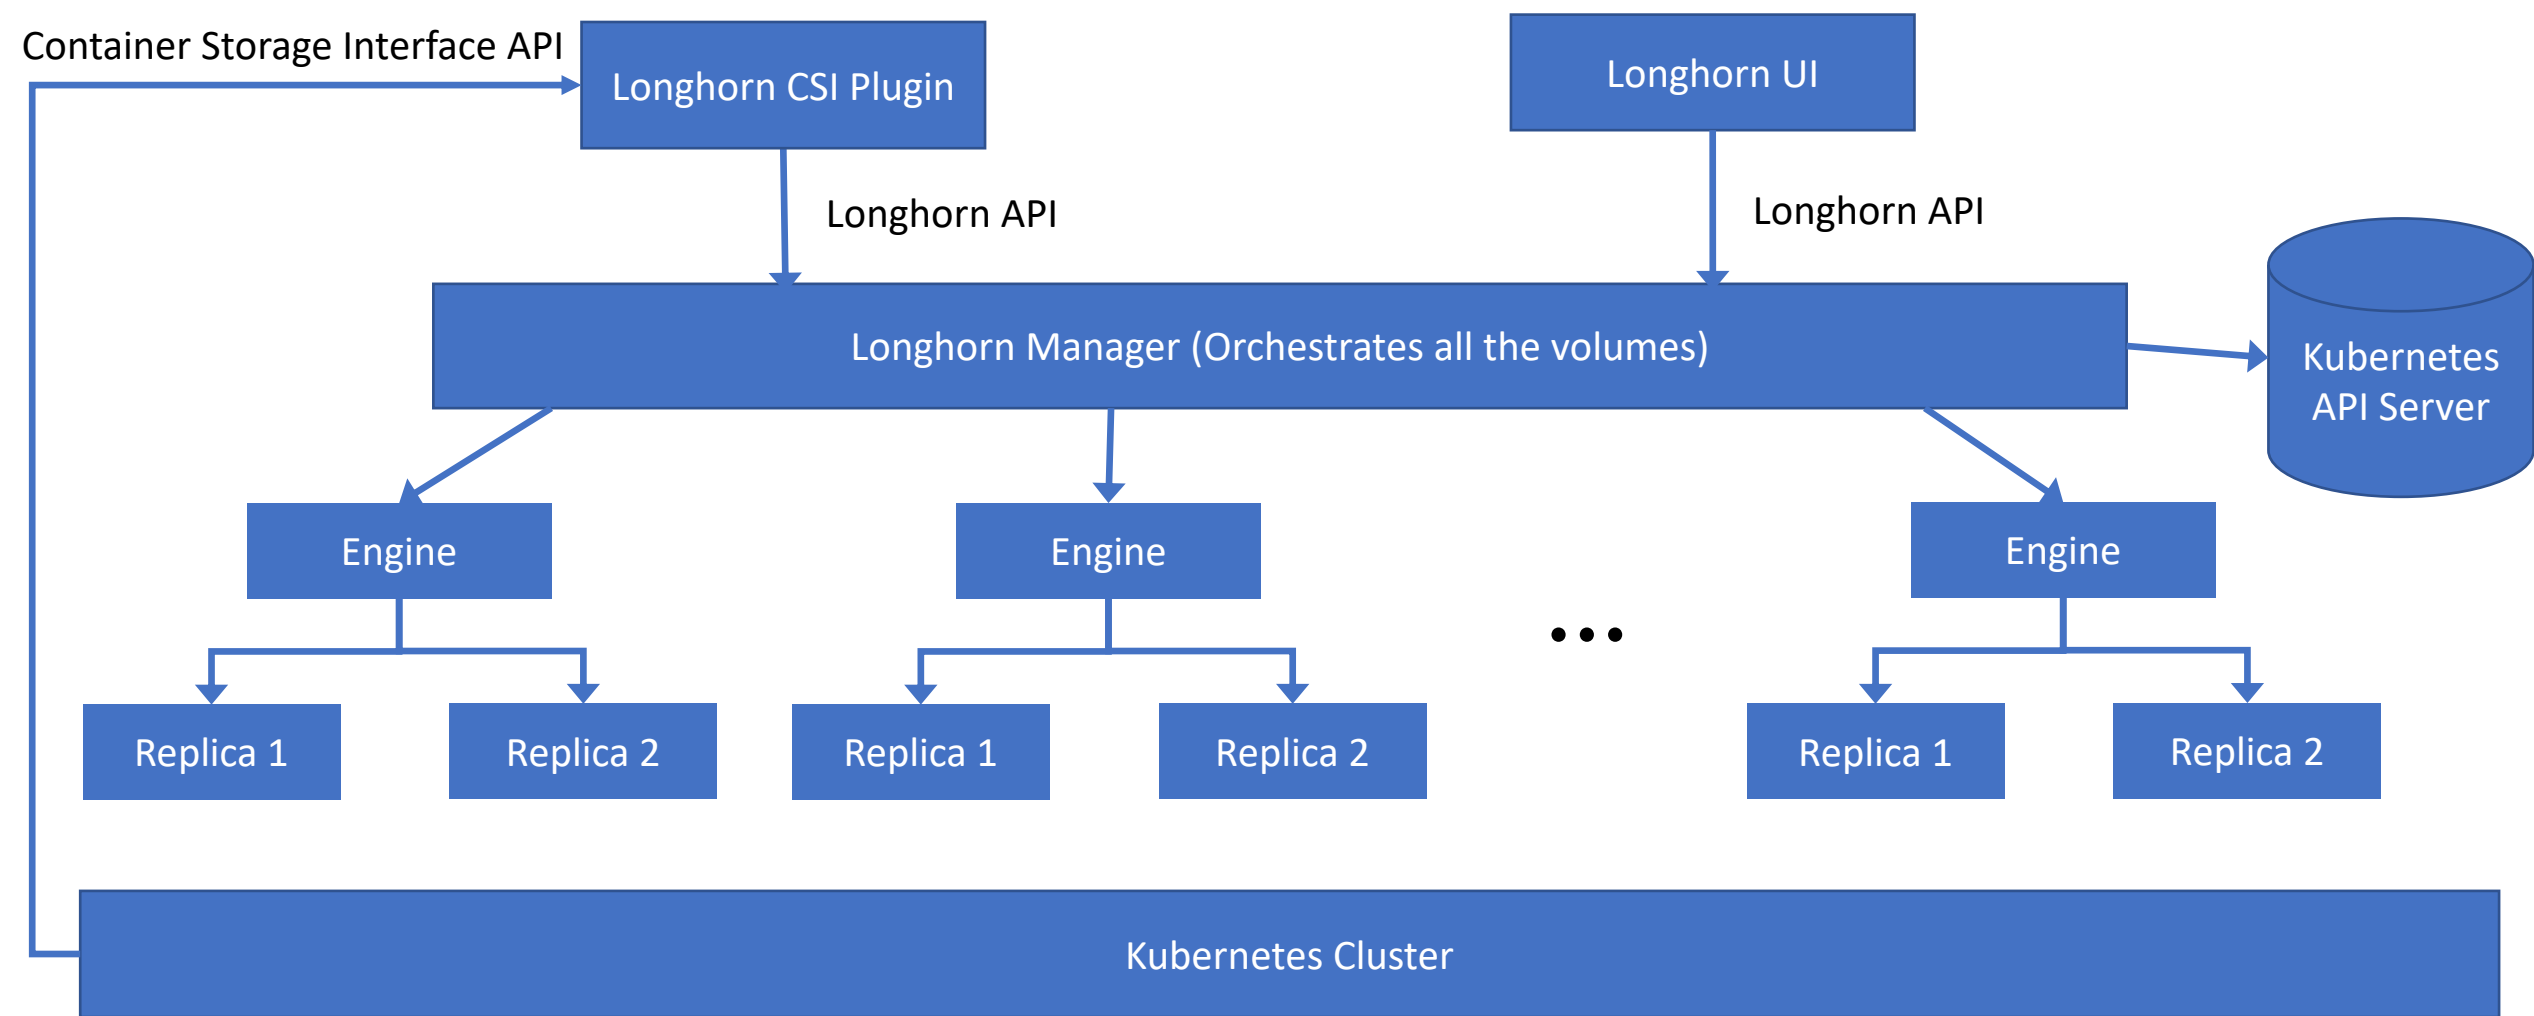 Container Storage Interface API
Longhorn CSI Plugin
Longhorn UI
Longhorn API
Longhorn API
Longhorn Manager (Orchestrates all the volumes)
Kubernetes
API Server
Engine
Engine
Engine
...
Replica 1
Replica 2
Replica 1
Replica 2
Replica 1
Replica 2
Kubernetes Cluster